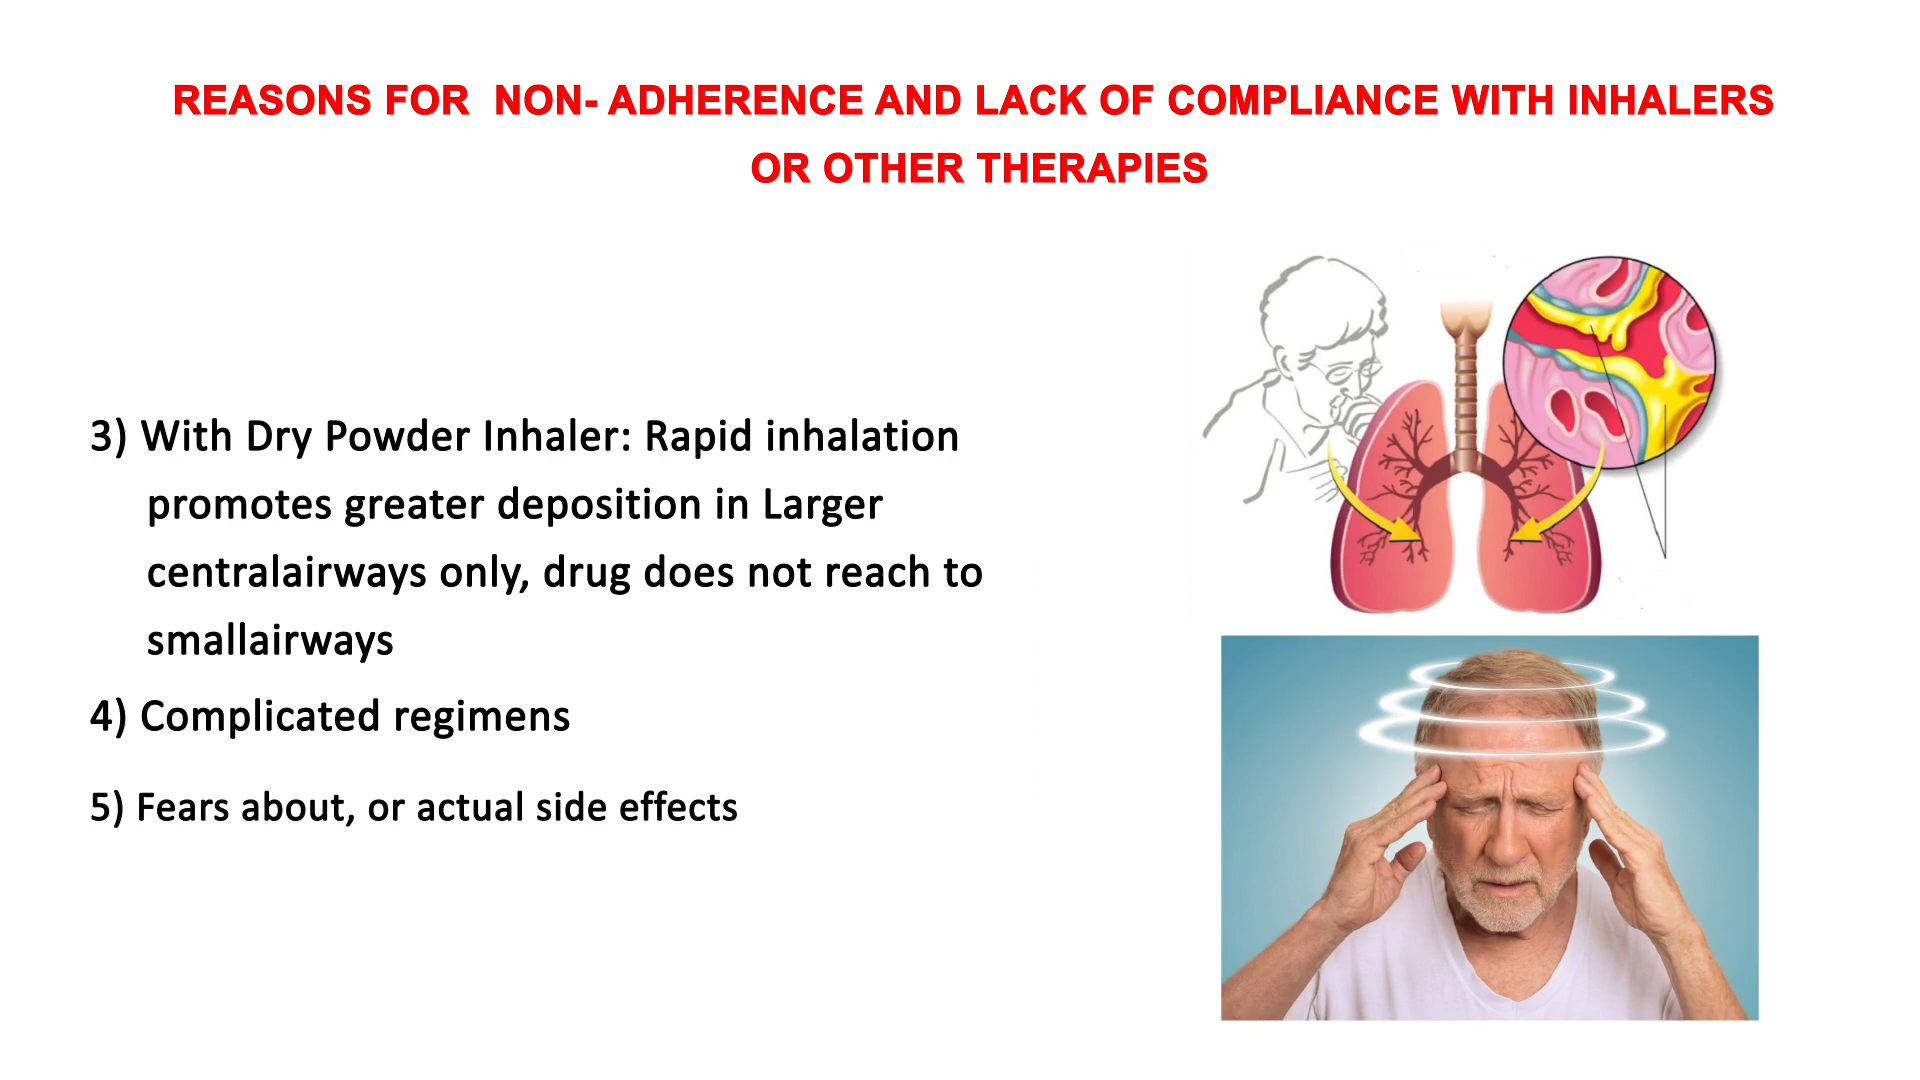 REASONS FOR  NON- ADHERENCE AND LACK OF COMPLIANCE WITH INHALERS
OR OTHER THERAPIES
3) With Dry Powder Inhaler: Rapid inhalation
promotes greater deposition in Larger
centralairways only, drug does not reach to
smallairways
4) Complicated regimens
5) Fears about, or actual side effects